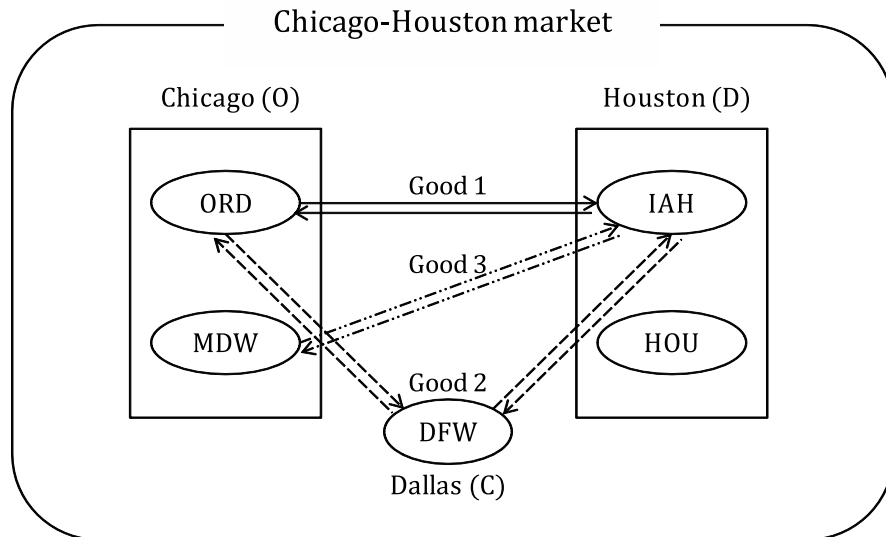 Chicago-Houston market
Chicago (O)
Houston (D)
Good 1
ORD
IAH
Good 3
MDW
HOU
Good 2
DFW
Dallas (C)